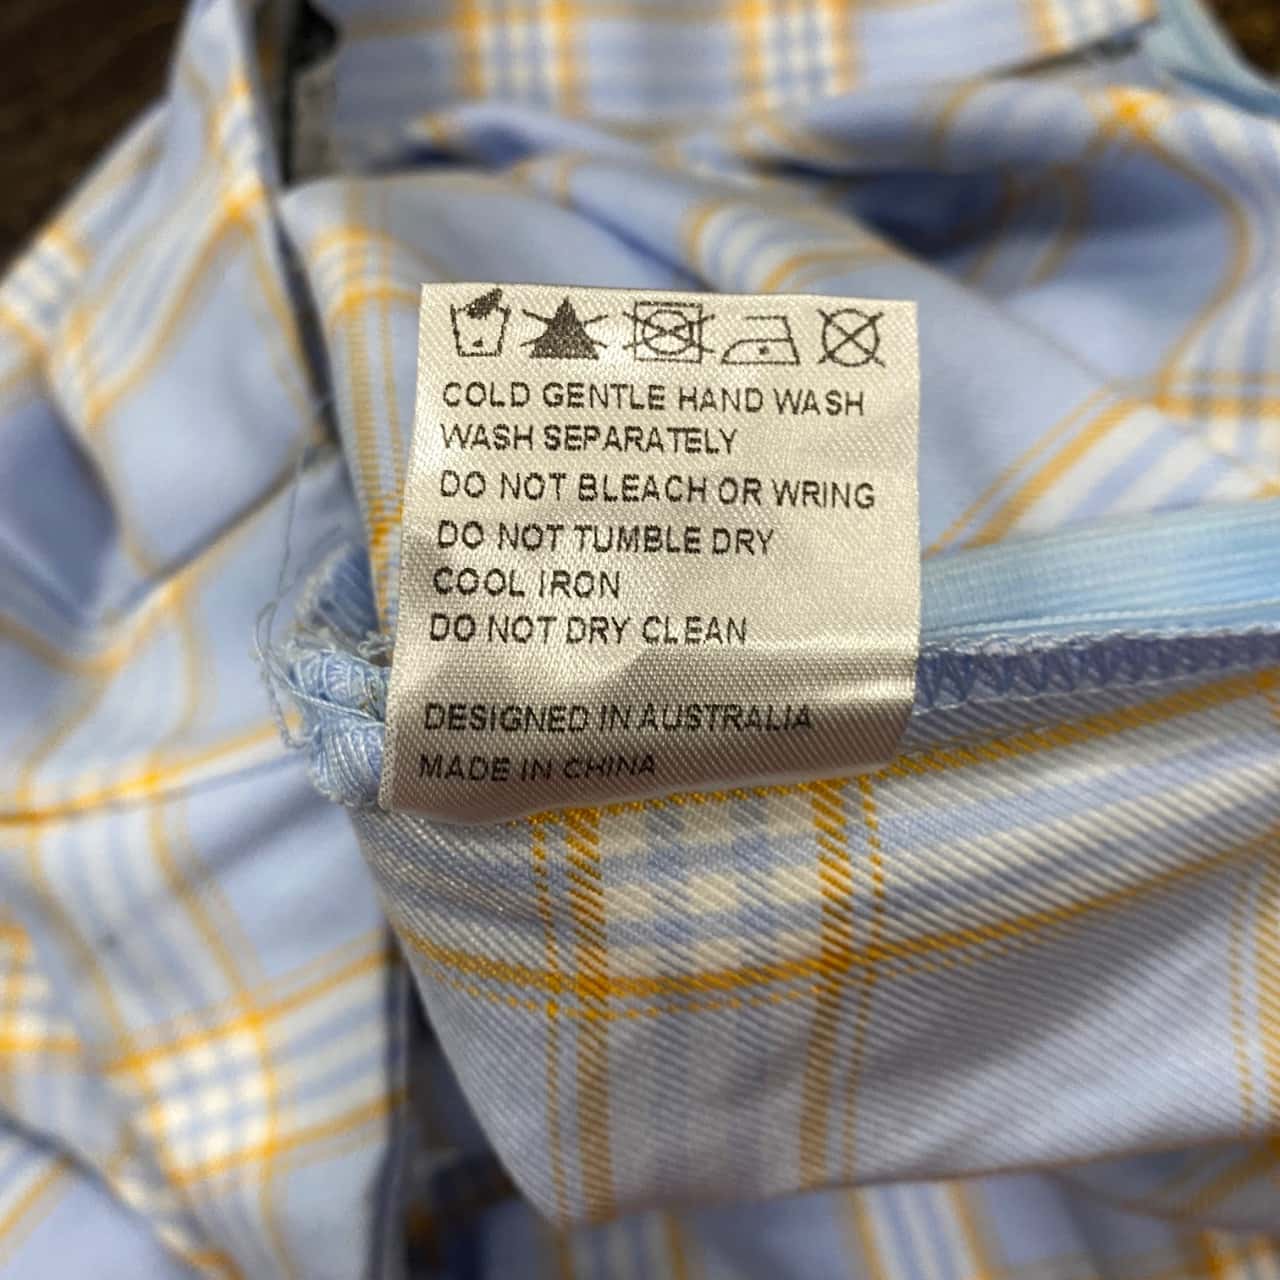 COLD GENTLE HAND WASH
WASH SEPARATELY
DO NOT BLEACH OR WRING
DO NOT TUMBLE DRY
COOL IRON
DO NOT DRY CLEAN
DESIGNED IN AUSTRALIA
MADE IN CHINA